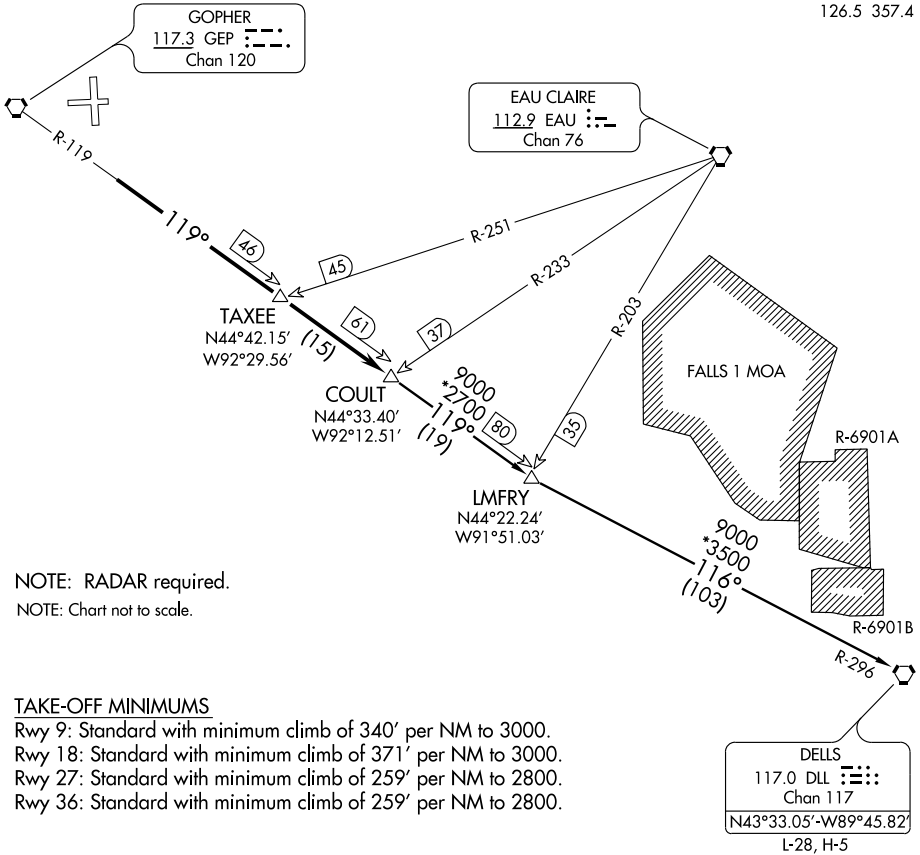 126.5 357.4
GOPHER
117.3 GEP
Chan 120
EAU CLAIRE
112.9 EAU
Chan 76
R-119
119°
46
45
R-251
R-233
R-203
TAXEE
N44°42.15'
W92°29.56'
(15)
61
37
COULT
N44°33.40'
W92°12.51'
9000
*2700
119°
(19)
80
35
LMFRY
N44°22.24'
W91°51.03'
FALLS 1 MOA
R-6901A
R-6901B
9000
*3500
116°
(103)
R-296
NOTE: RADAR required.
NOTE: Chart not to scale.
TAKE-OFF MINIMUMS
Rwy 9: Standard with minimum climb of 340' per NM to 3000.
Rwy 18: Standard with minimum climb of 371' per NM to 3000.
Rwy 27: Standard with minimum climb of 259' per NM to 2800.
Rwy 36: Standard with minimum climb of 259' per NM to 2800.
DELLS
117.0 DLL
Chan 117
N43°33.05'-W89°45.82'
L-28, H-5